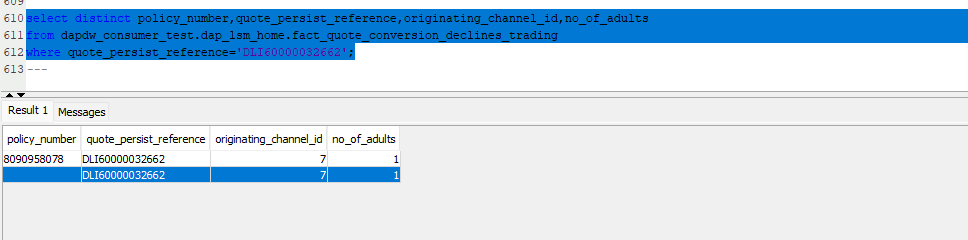 609
610 select distinct policy_number,quote_persist_reference,originating_channel_id,no_of_adults
611 from dapdw_consumer_test.dap_lsm_home.fact_quote_conversion_declines_trading
612 where quote_persist_reference='DLI60000032662';
613 ---
Result 1 Messages
policy_number quote_persist_reference originating_channel_id no_of_adults
8090958078 DLI60000032662 7 1
DLI60000032662 7 1